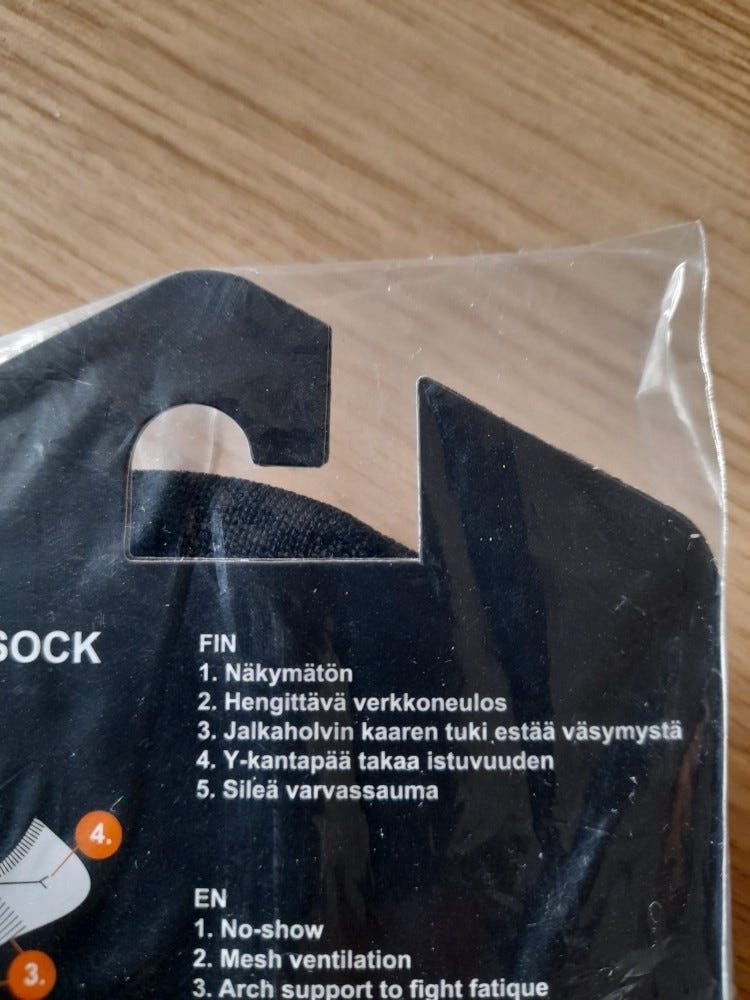 SOCK
FIN
1. Näkymätön
2. Hengittävä verkkoneulos
3. Jalkaholvin kaaren tuki estää väsymystä
4. Y-kantapää takaa istuvuuden
5. Sileä varvassauma
4.
EN
1. No-show
2. Mesh ventilation
3. Arch support to fight fatique
3.